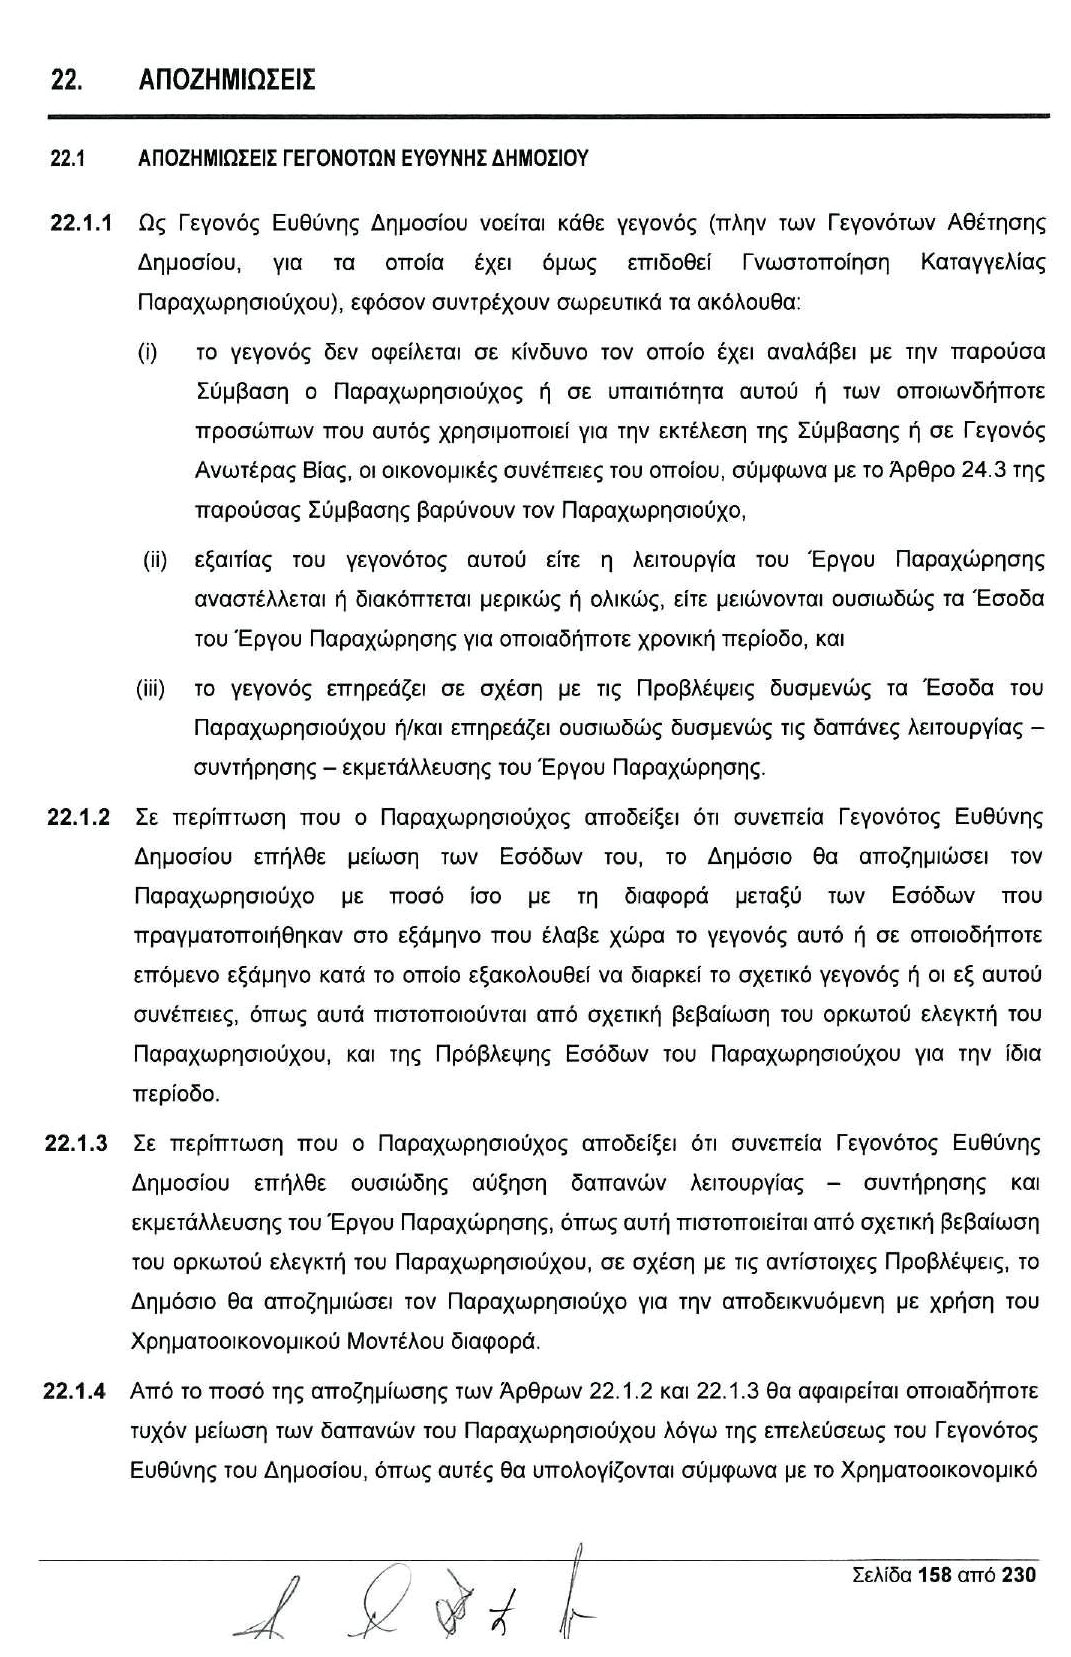 22. ΑΠΟΖΗΜΙΩΣΕΙΣ
22.1 ΑΠΟΖΗΜΙΩΣΕΙΣ ΓΕΓΟΝΟΤΩΝ ΕΥΘΥΝΗΣ ΔΗΜΟΣΙΟΥ
22.1.1 Ως Γεγονός Ευθύνης Δημοσίου νοείται κάθε γεγονός (πλην των Γεγονότων Αθέτησης
Δημοσίου, για τα οποία έχει όμως επιδοθεί Γνωστοποίηση Καταγγελίας
Παραχωρησιούχου), εφόσον συντρέχουν σωρευτικά τα ακόλουθα:
(i) το γεγονός δεν οφείλεται σε κίνδυνο τον οποίο έχει αναλάβει με την παρούσα
Σύμβαση ο Παραχωρησιούχος ή σε υπαιτιότητα αυτού ή των οποιωνδήποτε
προσώπων που αυτός χρησιμοποιεί για την εκτέλεση της Σύμβασης ή σε Γεγονός
Ανωτέρας Βίας, οι οικονομικές συνέπειες του οποίου, σύμφωνα με το Άρθρο 24.3 της
παρούσας Σύμβασης βαρύνουν τον Παραχωρησιούχο,
(ii) εξαιτίας του γεγονότος αυτού είτε η λειτουργία του Έργου Παραχώρησης
αναστέλλεται ή διακόπτεται μερικώς ή ολικώς, είτε μειώνονται ουσιωδώς τα Έσοδα
του Έργου Παραχώρησης για οποιαδήποτε χρονική περίοδο, και
(iii) το γεγονός επηρεάζει σε σχέση με τις Προβλέψεις δυσμενώς τα Έσοδα του
Παραχωρησιούχου ή/και επηρεάζει ουσιωδώς δυσμενώς τις δαπάνες λειτουργίας –
συντήρησης – εκμετάλλευσης του Έργου Παραχώρησης.
22.1.2 Σε περίπτωση που ο Παραχωρησιούχος αποδείξει ότι συνεπεία Γεγονότος Ευθύνης
Δημοσίου επήλθε μείωση των Εσόδων του, το Δημόσιο θα αποζημιώσει τον
Παραχωρησιούχο με ποσό ίσο με τη διαφορά μεταξύ των Εσόδων που
πραγματοποιήθηκαν στο εξάμηνο που έλαβε χώρα το γεγονός αυτό ή σε οποιοδήποτε
επόμενο εξάμηνο κατά το οποίο εξακολουθεί να διαρκεί το σχετικό γεγονός ή οι εξ αυτού
συνέπειες, όπως αυτά πιστοποιούνται από σχετική βεβαίωση του ορκωτού ελεγκτή του
Παραχωρησιούχου, και της Πρόβλεψης Εσόδων του Παραχωρησιούχου για την ίδια
περίοδο.
22.1.3 Σε περίπτωση που ο Παραχωρησιούχος αποδείξει ότι συνεπεία Γεγονότος Ευθύνης
Δημοσίου επήλθε ουσιώδης αύξηση δαπανών λειτουργίας – συντήρησης και
εκμετάλλευσης του Έργου Παραχώρησης, όπως αυτή πιστοποιείται από σχετική βεβαίωση
του ορκωτού ελεγκτή του Παραχωρησιούχου, σε σχέση με τις αντίστοιχες Προβλέψεις, το
Δημόσιο θα αποζημιώσει τον Παραχωρησιούχο για την αποδεικνυόμενη με χρήση του
Χρηματοοικονομικού Μοντέλου διαφορά.
22.1.4 Από το ποσό της αποζημίωσης των Άρθρων 22.1.2 και 22.1.3 θα αφαιρείται οποιαδήποτε
τυχόν μείωση των δαπανών του Παραχωρησιούχου λόγω της επελεύσεως του Γεγονότος
Ευθύνης του Δημοσίου, όπως αυτές θα υπολογίζονται σύμφωνα με το Χρηματοοικονομικό
Σελίδα 158 από 230